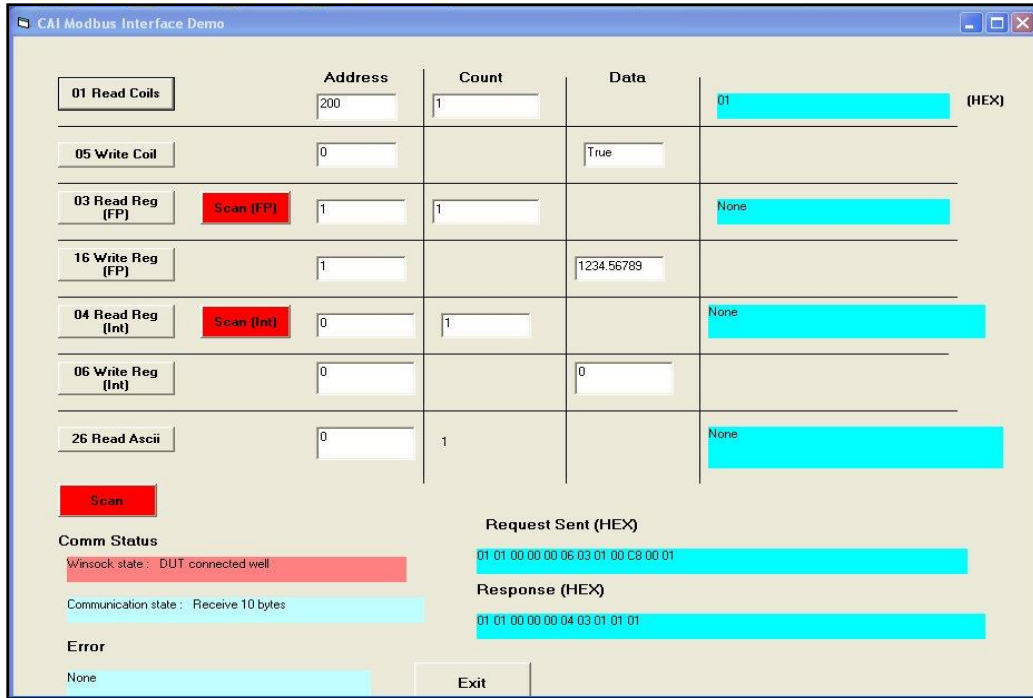 CAI Modbus Interface Demo
Address Count Data
01 Read Coils 200 1 01 (HEX)
05 Write Coil 0 True
03 Read Reg
(FP) Scan (FP) 1 1 None
16 Write Reg
(FP) 1 1234.56789
04 Read Reg
(Int) Scan (Int) 0 1 None
06 Write Reg
(Int) 0 0
26 Read Ascii 0 1 None
Scan
Comm Status
Winsock state : DUT connected well
Communication state : Receive 10 bytes
Error
None
Request Sent (HEX)
01 01 00 00 00 06 03 01 00 C8 00 01
Response (HEX)
01 01 00 00 00 04 03 01 01 01
Exit